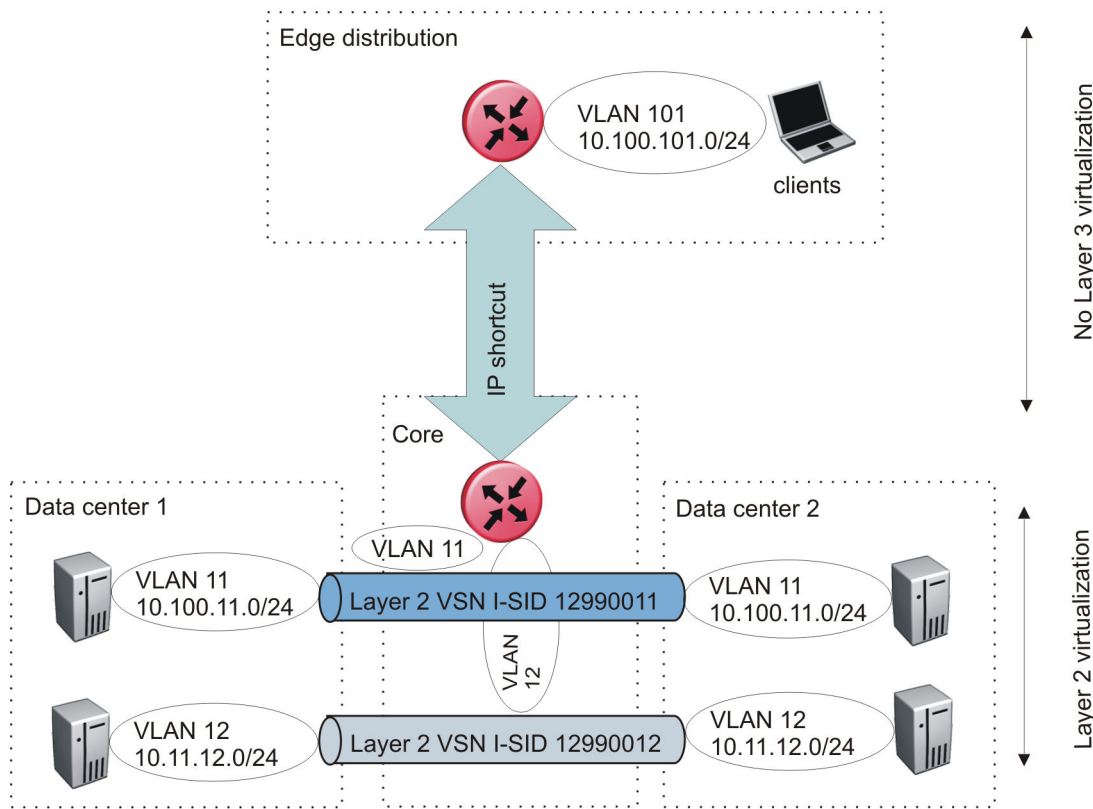 Edge distribution
VLAN 101
10.100.101.0/24
clients
No Layer 3 virtualization
IP shortcut
Core
Data center 1
Data center 2
VLAN 11
VLAN 11
10.100.11.0/24
Layer 2 VSN I-SID 12990011
VLAN 11
10.100.11.0/24
VLAN
12
Layer 2 virtualization
VLAN 12
10.11.12.0/24
Layer 2 VSN I-SID 12990012
VLAN 12
10.11.12.0/24